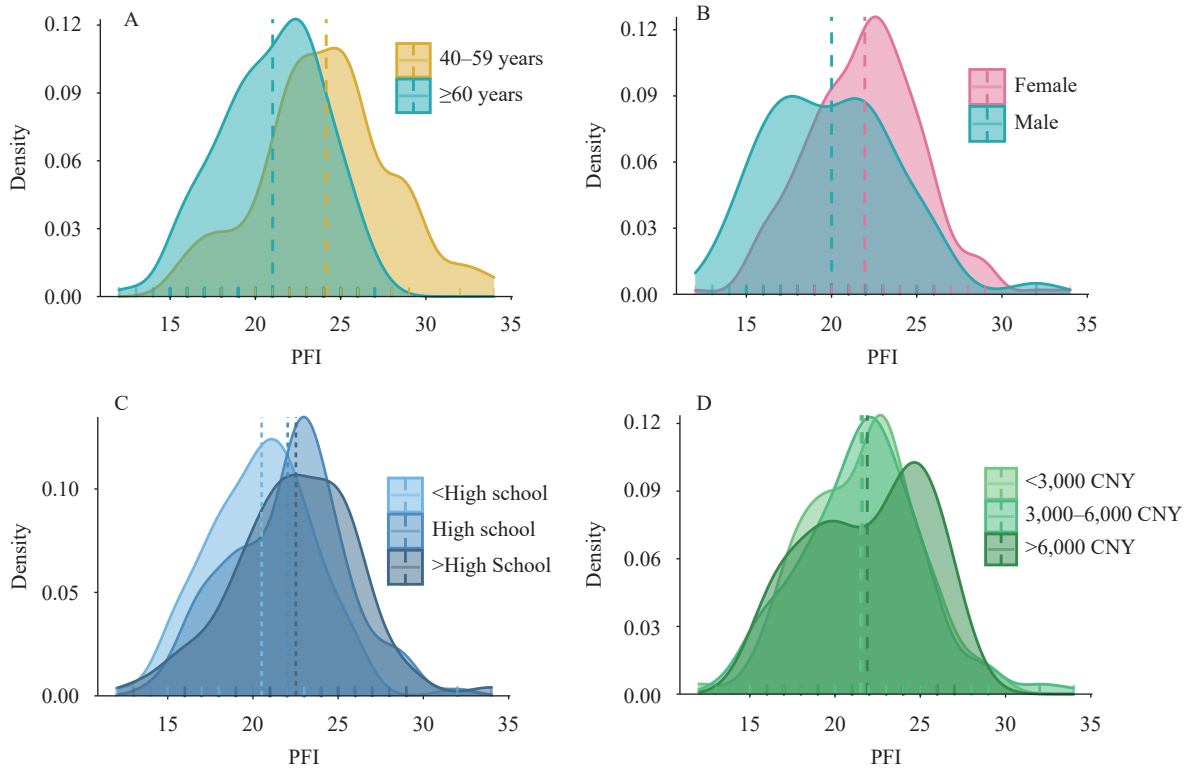 A
0.12
0.09
0.06
0.03
0.00
Density
15 20 25 30 35
PFI
40–59 years
≥60 years
B
0.12
0.09
0.06
0.03
0.00
Density
15 20 25 30 35
PFI
Female
Male
C
0.10
0.05
0.00
Density
15 20 25 30 35
PFI
<High school
High school
>High School
D
0.12
0.09
0.06
0.03
0.00
Density
15 20 25 30 35
PFI
<3,000 CNY
3,000–6,000 CNY
>6,000 CNY